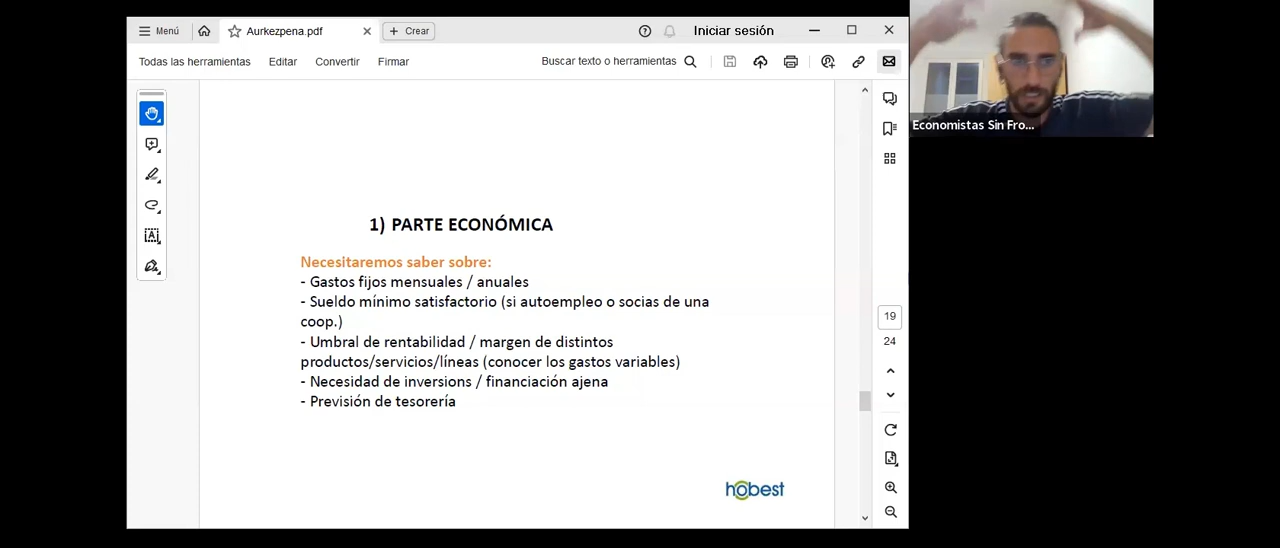 Menú
Aurkezpena.pdf
Crear
Iniciar sesión
Todas las herramientas
Editar
Convertir
Firmar
Buscar texto o herramientas
Economistas Sin Fro...
1) PARTE ECONÓMICA
Necesitaremos saber sobre:
- Gastos fijos mensuales / anuales
- Sueldo mínimo satisfactorio (si autoempleo o socias de una
coop.)
- Umbral de rentabilidad / margen de distintos
productos/servicios/líneas (conocer los gastos variables)
- Necesidad de inversions / financiación ajena
- Previsión de tesorería
19
24
hobest